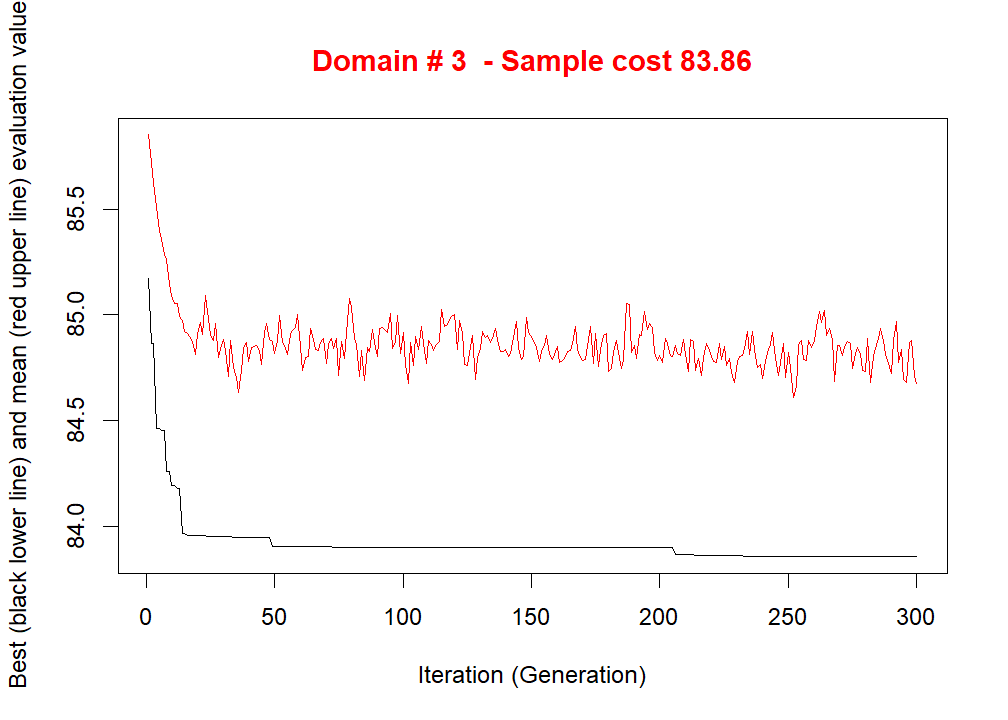 Domain # 3  - Sample cost 83.86
Best (black lower line) and mean (red upper line) evaluation value
85.5
85.0
84.5
84.0
0 50 100 150 200 250 300
Iteration (Generation)